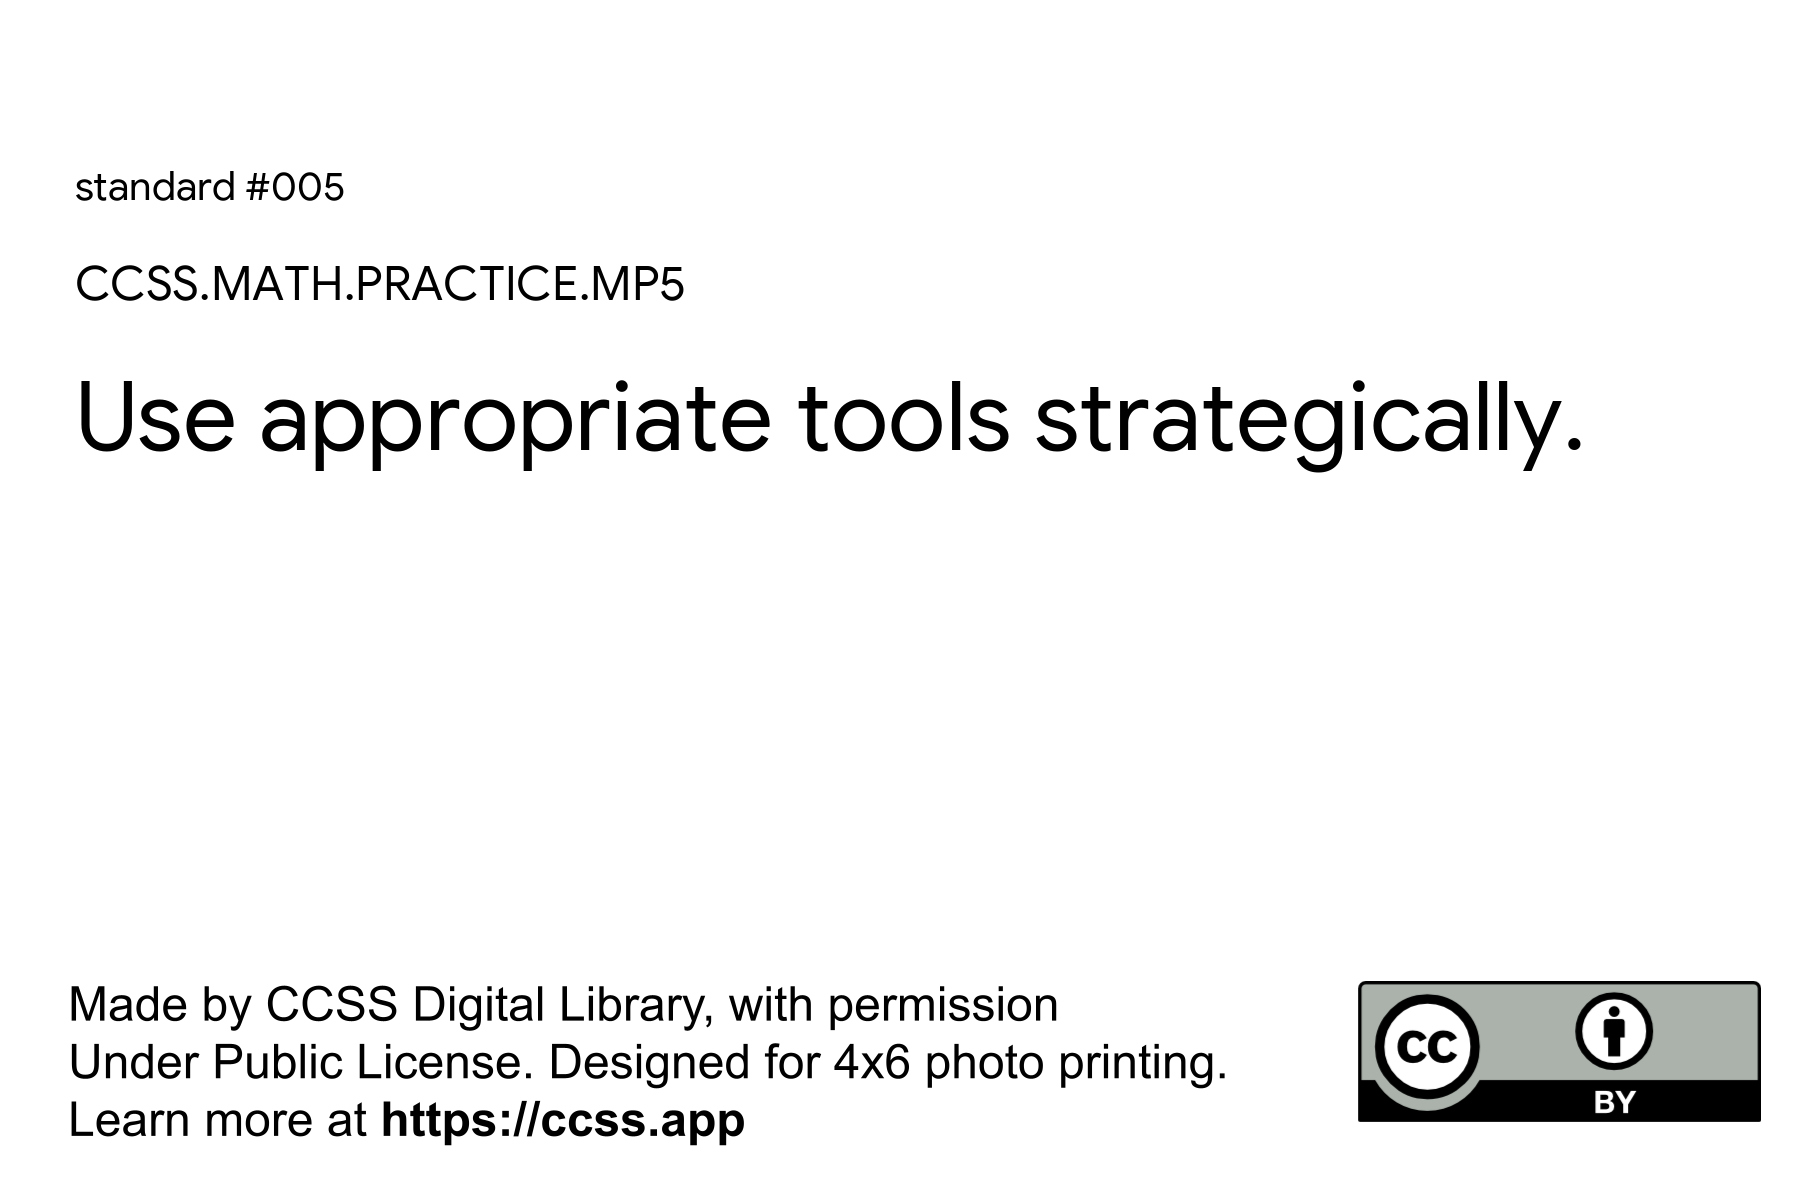 standard #005
CCSS.MATH.PRACTICE.MP5
Use appropriate tools strategically.
Made by CCSS Digital Library, with permission
Under Public License. Designed for 4x6 photo printing.
Learn more at https://ccss.app
cc
BY